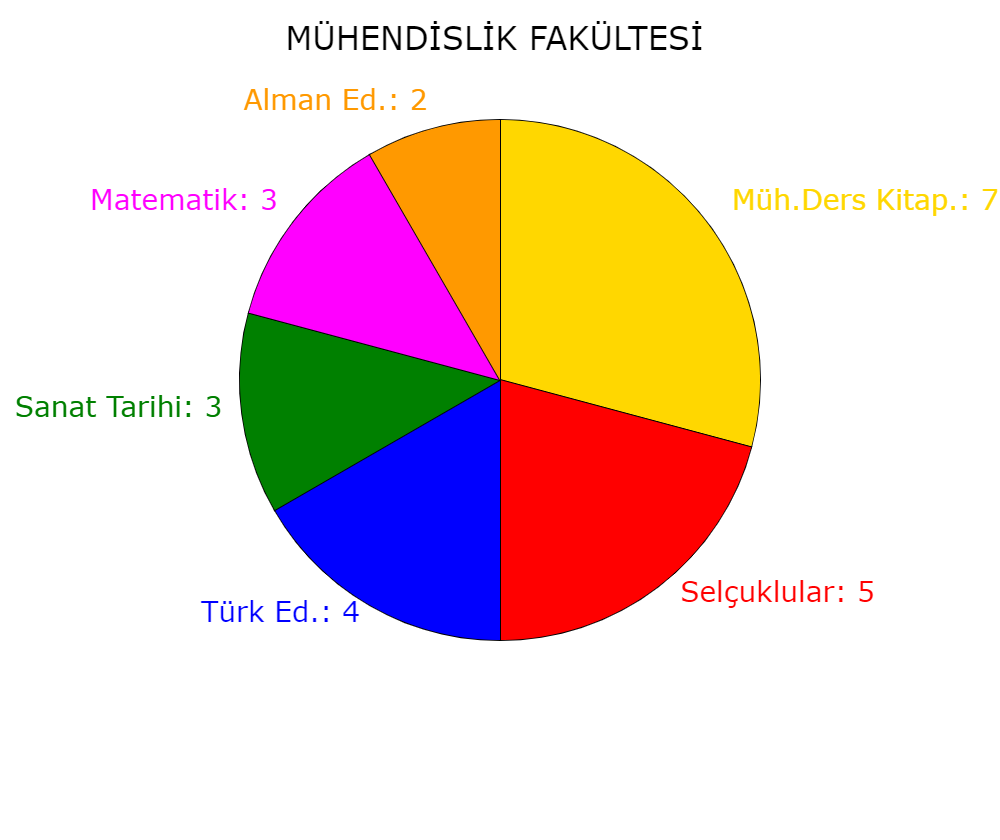 MÜHENDİSLİK FAKÜLTESİ
Alman Ed.: 2
Matematik: 3
Müh.Ders Kitap.: 7
Sanat Tarihi: 3
Selçuklular: 5
Türk Ed.: 4